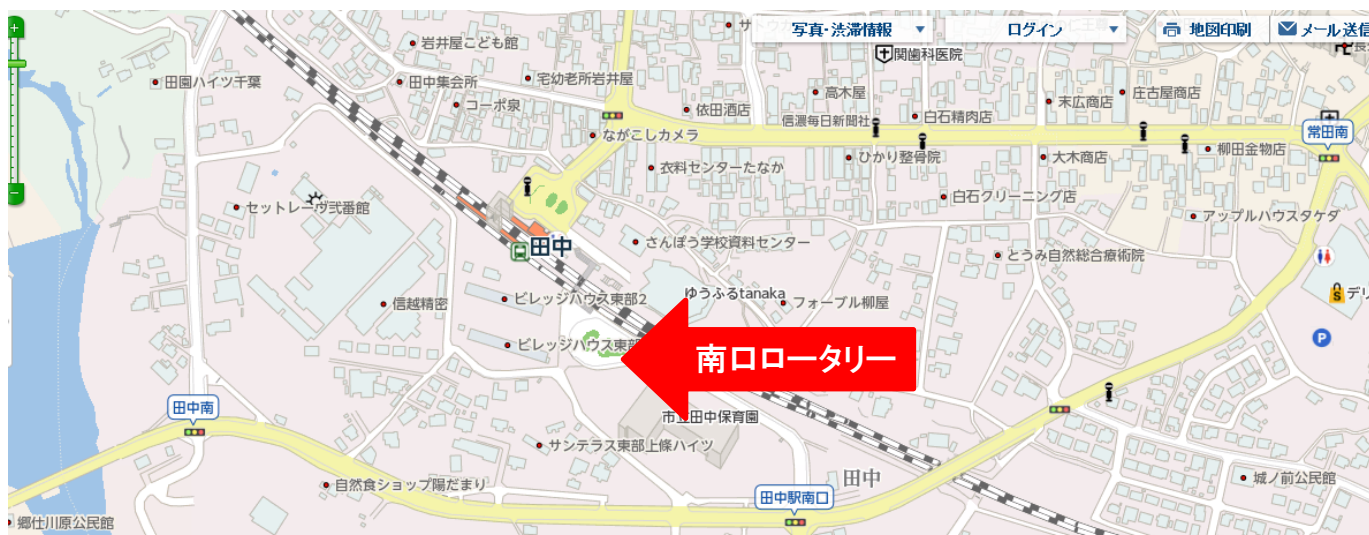 写真・渋滞情報
ログイン
地図印刷
メール送信
岩井屋こども館
関歯科医院
田園ハイツ千葉
田中集会所
宅幼老所岩井屋
コーポ泉
依田酒店
高木屋
信濃毎日新聞社
白石精肉店
末広商店
庄古屋商店
常田南
ながこしカメラ
衣料センターたなか
ひかり整骨院
大木商店
柳田金物店
白石クリーニング店
セットレーヴ弐番館
アップルハウスタケダ
田中
さんぽう学校資料センター
とうみ自然総合療術院
信越精密
ビレッジハウス東部2
ゆうふるtanaka
フォーブル柳屋
デリ
ビレッジハウス東部
南口ロータリー
P
田中南
市立田中保育園
サンテラス東部上條ハイツ
自然食ショップ陽だまり
田中
田中駅南口
城ノ前公民館
郷仕川原公民館